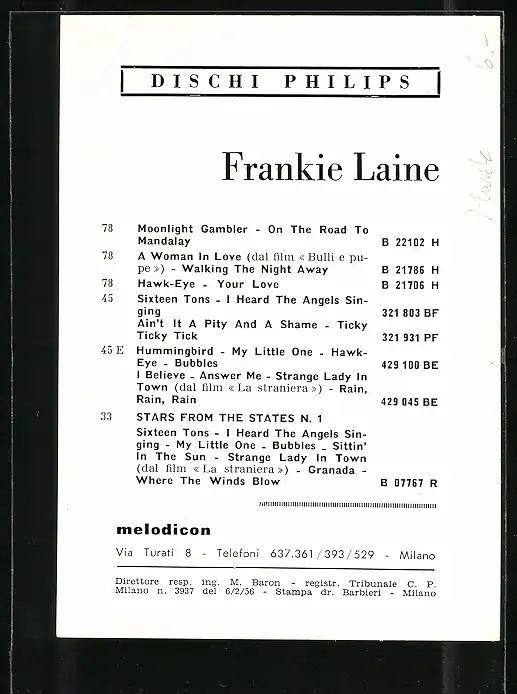 DISCHI PHILIPS
Frankie Laine
78 Moonlight Gambler - On The Road To
Mandalay B 22102 H
78 A Woman In Love (dal film « Bulli e pu-
pe ») - Walking The Night Away B 21786 H
78 Hawk-Eye - Your Love B 21706 H
45 Sixteen Tons - I Heard The Angels Sin-
ging 321 803 BF
Ain't It A Pity And A Shame - Ticky
Ticky Tick 321 931 PF
45 E Hummingbird - My Little One - Hawk-
Eye - Bubbles 429 100 BE
I Believe - Answer Me - Strange Lady In
Town (dal film « La straniera ») - Rain,
Rain, Rain 429 045 BE
33 STARS FROM THE STATES N. 1
Sixteen Tons - I Heard The Angels Sin-
ging - My Little One - Bubbles - Sittin'
In The Sun - Strange Lady In Town
(dal film « La straniera ») - Granada -
Where The Winds Blow B 07767 R
melodicon
Via Turati 8 - Telefoni 637.361/393/529 - Milano
Direttore resp. ing. M. Baron - registr. Tribunale C. P.
Milano n. 3937 del 6/2/56 - Stampa dr. Barbieri - Milano
6.-